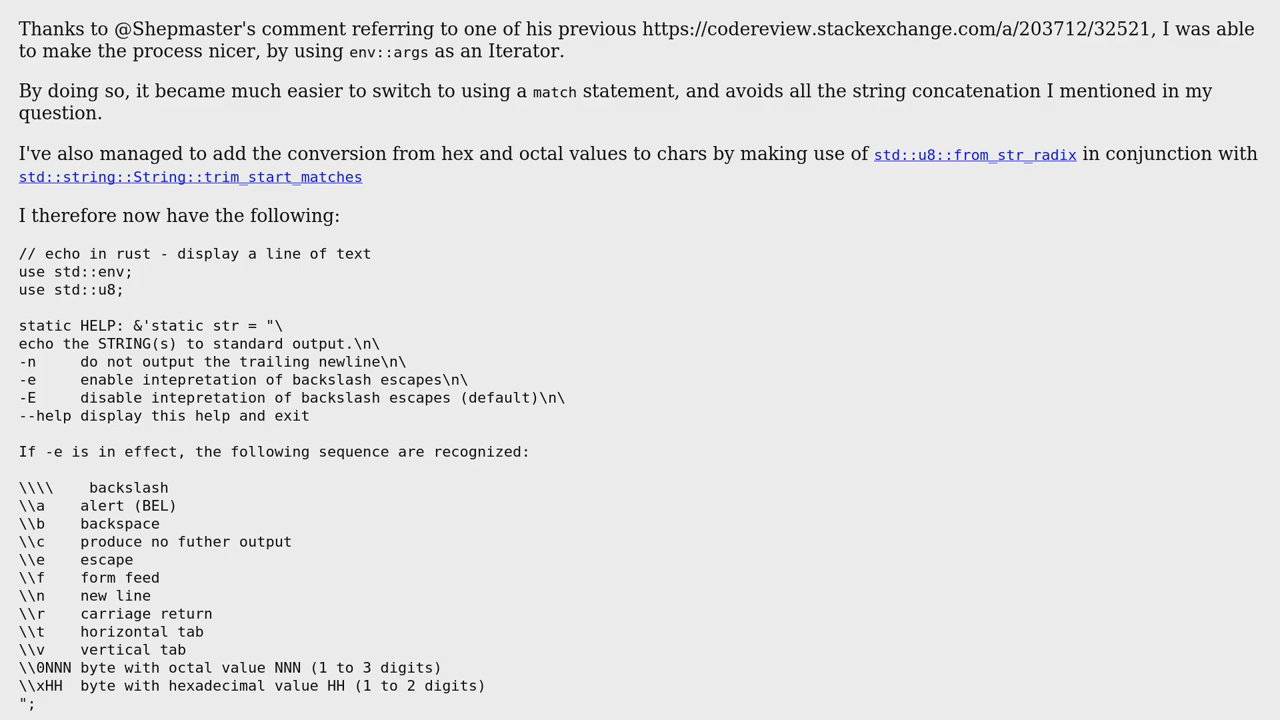 Thanks to @Shepmaster's comment referring to one of his previous https://codereview.stackexchange.com/a/203712/32521, I was able
to make the process nicer, by using env::args as an Iterator.
By doing so, it became much easier to switch to using a match statement, and avoids all the string concatenation I mentioned in my
question.
I've also managed to add the conversion from hex and octal values to chars by making use of std::u8::from_str_radix in conjunction with
std::string::String::trim_start_matches
I therefore now have the following:
// echo in rust - display a line of text
use std::env;
use std::u8;
static HELP: &'static str = "\
echo the STRING(s) to standard output.\n\
-n     do not output the trailing newline\n\
-e     enable intepretation of backslash escapes\n\
-E     disable intepretation of backslash escapes (default)\n\
--help display this help and exit
If -e is in effect, the following sequence are recognized:
\\\\    backslash
\\a    alert (BEL)
\\b    backspace
\\c    produce no futher output
\\e    escape
\\f    form feed
\\n    new line
\\r    carriage return
\\t    horizontal tab
\\v    vertical tab
\\0NNN byte with octal value NNN (1 to 3 digits)
\\xHH  byte with hexadecimal value HH (1 to 2 digits)
";